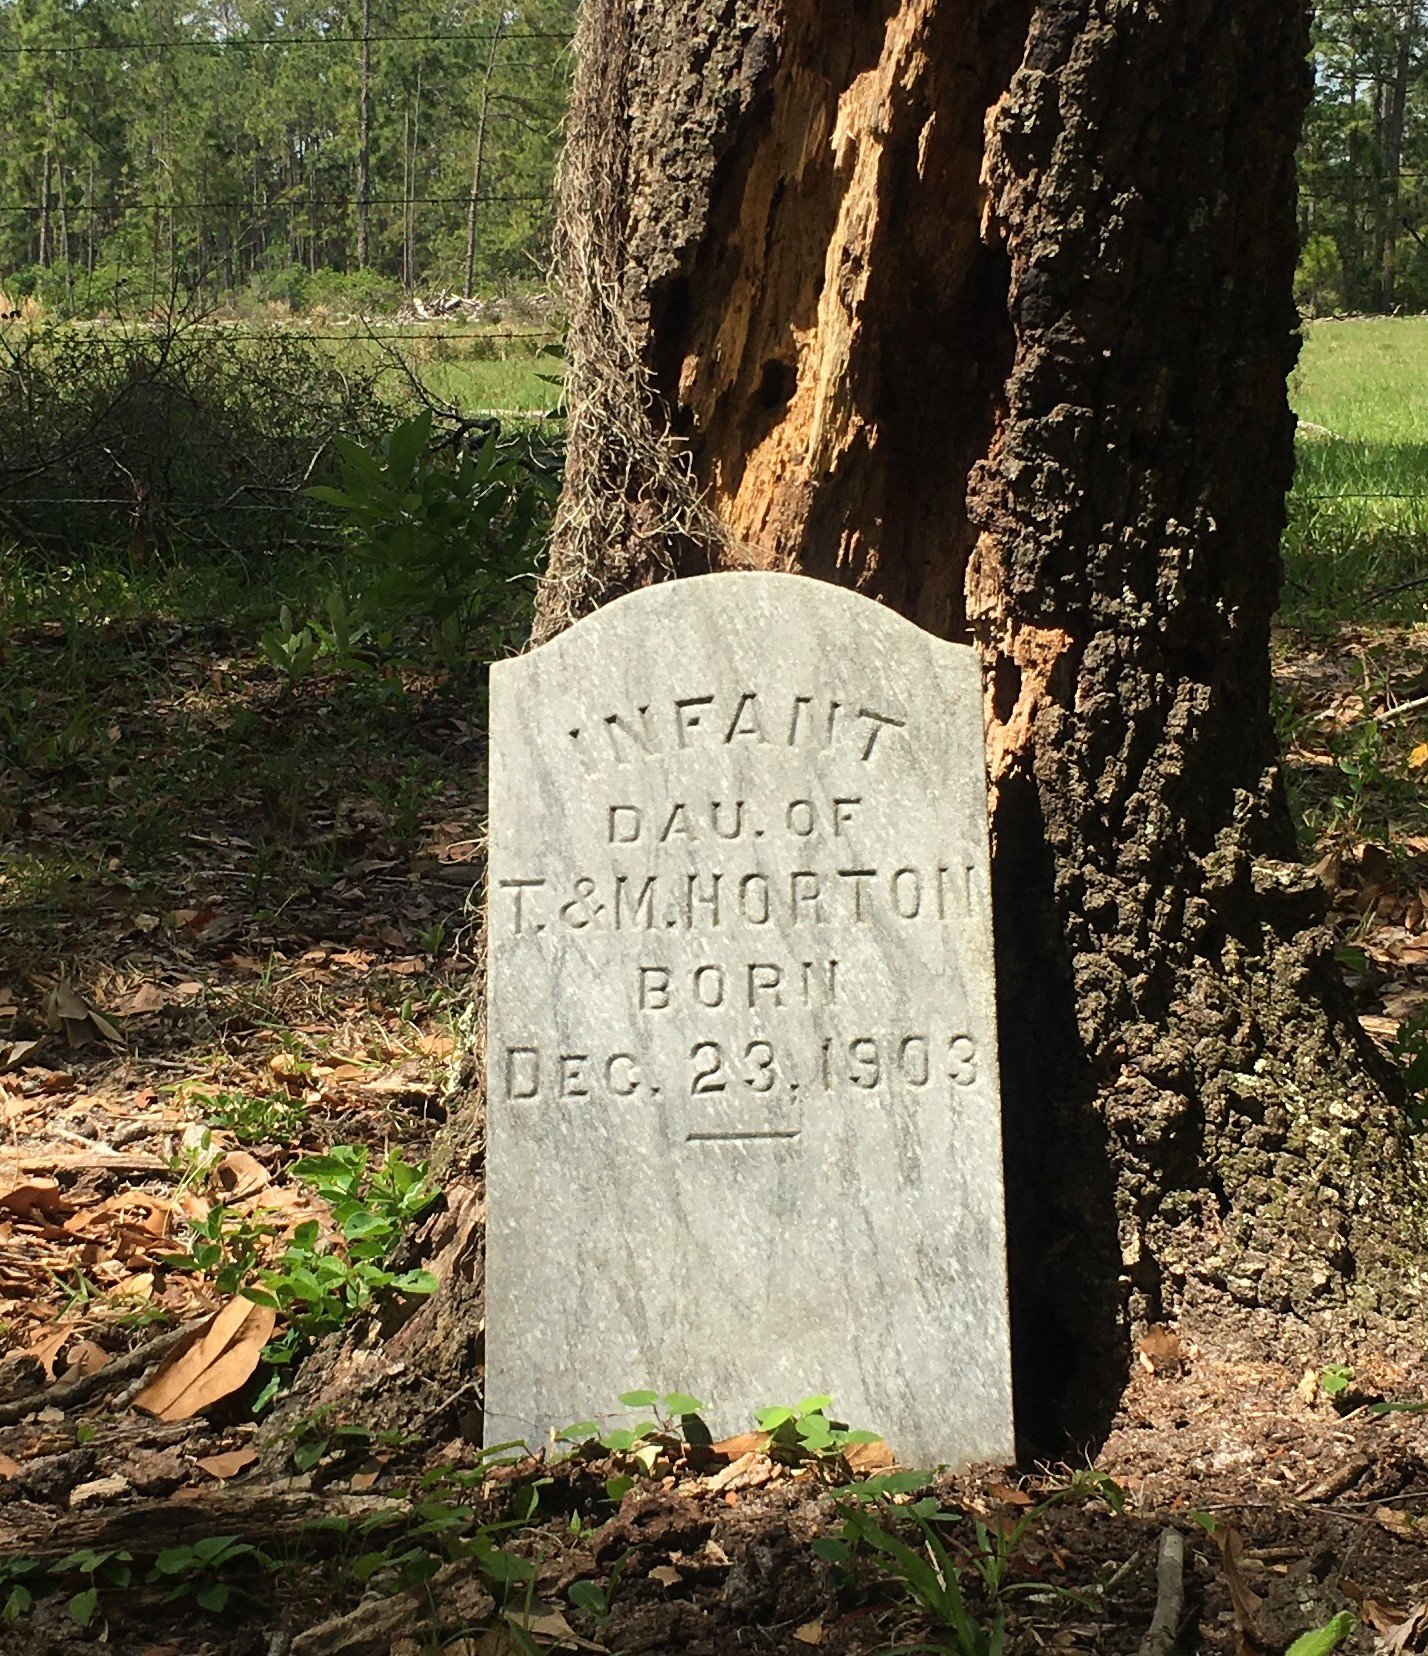 INFANT
DAU. OF
T. & M. HORTON
BORN
DEC. 23, 1903